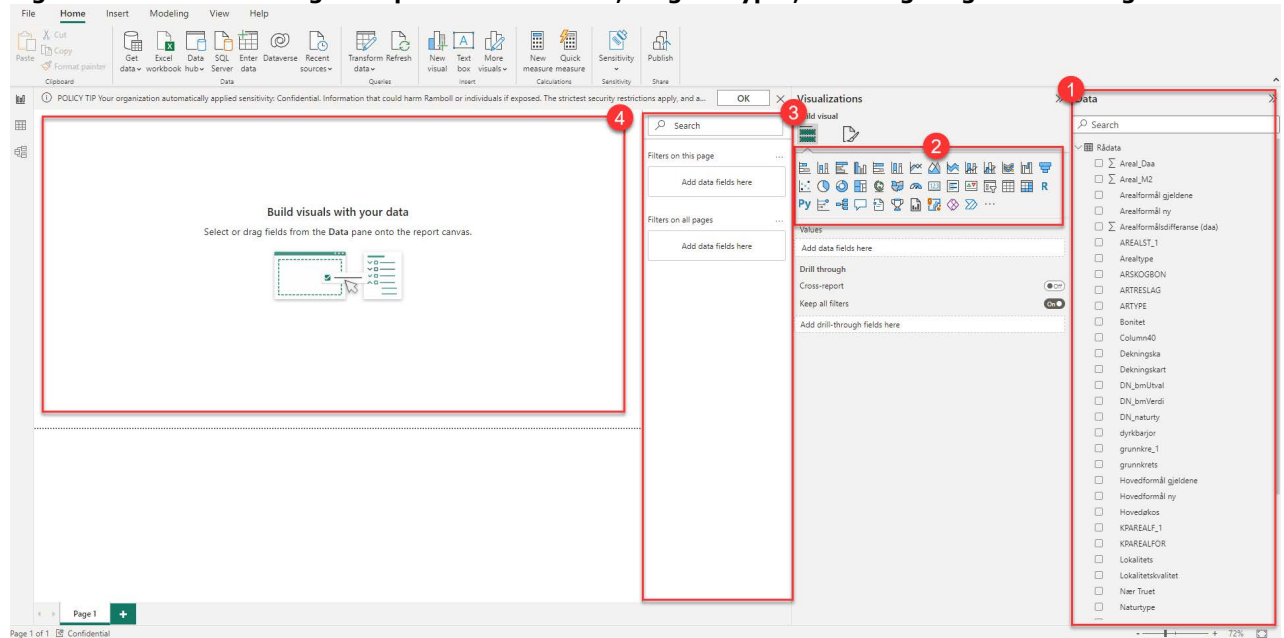 File Home Insert Modeling View Help
Paste
Cut
Copy
Format painter
Clipboard
Get data
Excel workbook
Data hub
SQL Server
Enter data
Dataverse
Recent sources
Data
Transform data
Refresh
Queries
New visual
Text box
More visuals
Insert
New measure
Quick measure
Calculations
Sensitivity
Sensitivity
Publish
Share
POLICY TIP Your organization automatically applied sensitivity: Confidential. Information that could harm Ramboll or individuals if exposed. The strictest security restrictions apply, and a...
OK
4
Build visuals with your data
Select or drag fields from the Data pane onto the report canvas.
3
Search
Filters on this page
...
Add data fields here
Filters on all pages
...
Add data fields here
Visualizations
Build visual
2
R
Py
...
Values
Add data fields here
Drill through
Cross-report
Off
Keep all filters
On
Add drill-through fields here
1
Data
Search
Rådata
Areal_Daa
Areal_M2
Arealformål gjeldene
Arealformål ny
Arealformålsdifferanse (daa)
AREALST_1
Arealtype
ARSKOGBON
ARTRESLAG
ARTYPE
Bonitet
Column40
Dekningska
Dekningskart
DN_bmUtval
DN_bmVerdi
DN_naturty
dyrkbarjor
grunnkre_1
grunnkrets
Hovedformål gjeldene
Hovedformål ny
Hovedøkos
KPAREALF_1
KPAREALFOR
Lokalitets
Lokalitetskvalitet
Nær Truet
Naturtype
Page 1
+
Page 1 of 1
Confidential
- + 72%